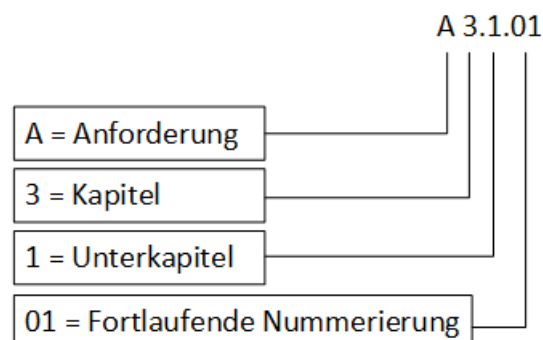 A 3.1.01
A = Anforderung
3 = Kapitel
1 = Unterkapitel
01 = Fortlaufende Nummerierung